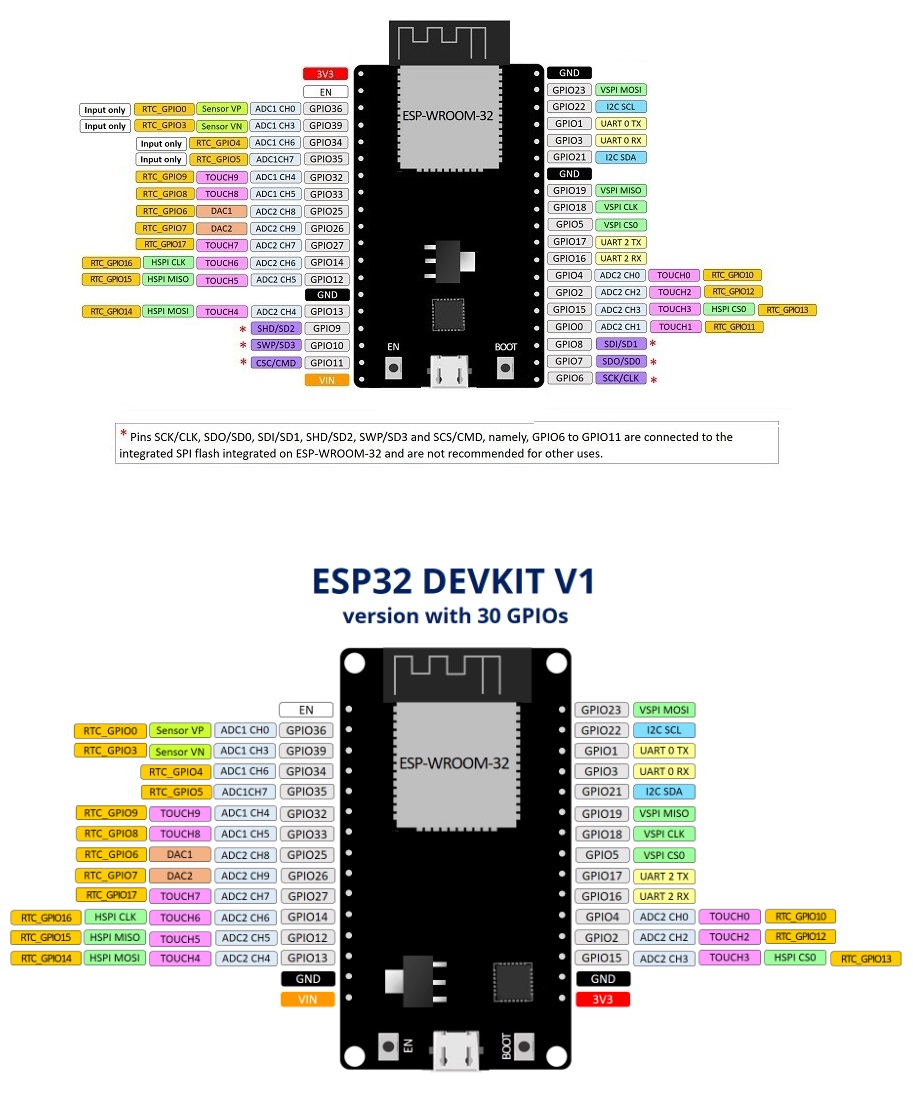 3V3 GND
EN GPIO23 VSPI MOSI
Input only RTC_GPIO0 Sensor VP ADC1 CH0 GPIO36 GPIO22 I2C SCL
Input only RTC_GPIO3 Sensor VN ADC1 CH3 GPIO39 ESP-WROOM-32 GPIO1 UART 0 TX
Input only RTC_GPIO4 ADC1 CH6 GPIO34 GPIO3 UART 0 RX
Input only RTC_GPIO5 ADC1CH7 GPIO35 GPIO21 I2C SDA
RTC_GPIO9 TOUCH9 ADC1 CH4 GPIO32 GND
RTC_GPIO8 TOUCH8 ADC1 CH5 GPIO33 GPIO19 VSPI MISO
RTC_GPIO6 DAC1 ADC2 CH8 GPIO25 GPIO18 VSPI CLK
RTC_GPIO7 DAC2 ADC2 CH9 GPIO26 GPIO5 VSPI CS0
RTC_GPIO17 TOUCH7 ADC2 CH7 GPIO27 GPIO17 UART 2 TX
RTC_GPIO16 HSPI CLK TOUCH6 ADC2 CH6 GPIO14 GPIO16 UART 2 RX
RTC_GPIO15 HSPI MISO TOUCH5 ADC2 CH5 GPIO12 GPIO4 ADC2 CH0 TOUCH0 RTC_GPIO10
GND GPIO2 ADC2 CH2 TOUCH2 RTC_GPIO12
RTC_GPIO14 HSPI MOSI TOUCH4 ADC2 CH4 GPIO13 GPIO15 ADC2 CH3 TOUCH3 HSPI CS0 RTC_GPIO13
* SHD/SD2 GPIO9 GPIO0 ADC2 CH1 TOUCH1 RTC_GPIO11
* SWP/SD3 GPIO10 EN BOOT GPIO8 SDI/SD1 *
* CSC/CMD GPIO11 GPIO7 SDO/SD0 *
VIN GPIO6 SCK/CLK *
* Pins SCK/CLK, SDO/SD0, SDI/SD1, SHD/SD2, SWP/SD3 and SCS/CMD, namely, GPIO6 to GPIO11 are connected to the
integrated SPI flash integrated on ESP-WROOM-32 and are not recommended for other uses.
ESP32 DEVKIT V1
version with 30 GPIOs
EN GPIO23 VSPI MOSI
RTC_GPIO0 Sensor VP ADC1 CH0 GPIO36 GPIO22 I2C SCL
RTC_GPIO3 Sensor VN ADC1 CH3 GPIO39 GPIO1 UART 0 TX
RTC_GPIO4 ADC1 CH6 GPIO34 ESP-WROOM-32 GPIO3 UART 0 RX
RTC_GPIO5 ADC1CH7 GPIO35 GPIO21 I2C SDA
RTC_GPIO9 TOUCH9 ADC1 CH4 GPIO32 GPIO19 VSPI MISO
RTC_GPIO8 TOUCH8 ADC1 CH5 GPIO33 GPIO18 VSPI CLK
RTC_GPIO6 DAC1 ADC2 CH8 GPIO25 GPIO5 VSPI CS0
RTC_GPIO7 DAC2 ADC2 CH9 GPIO26 GPIO17 UART 2 TX
RTC_GPIO17 TOUCH7 ADC2 CH7 GPIO27 GPIO16 UART 2 RX
RTC_GPIO16 HSPI CLK TOUCH6 ADC2 CH6 GPIO14 GPIO4 ADC2 CH0 TOUCH0 RTC_GPIO10
RTC_GPIO15 HSPI MISO TOUCH5 ADC2 CH5 GPIO12 GPIO2 ADC2 CH2 TOUCH2 RTC_GPIO12
RTC_GPIO14 HSPI MOSI TOUCH4 ADC2 CH4 GPIO13 GPIO15 ADC2 CH3 TOUCH3 HSPI CS0 RTC_GPIO13
GND GND
VIN 3V3
EN BOOT